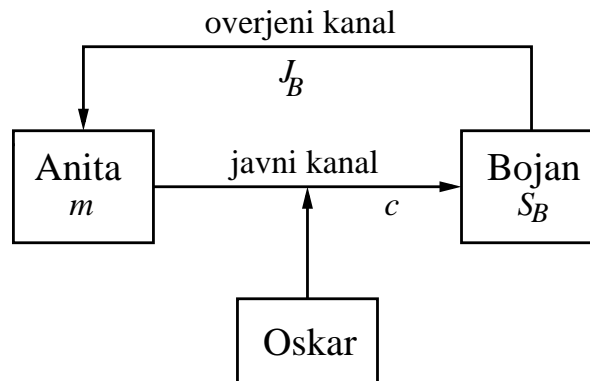 overjeni kanal
J_B
Anita
m
javni kanal
c
Bojan
S_B
Oskar